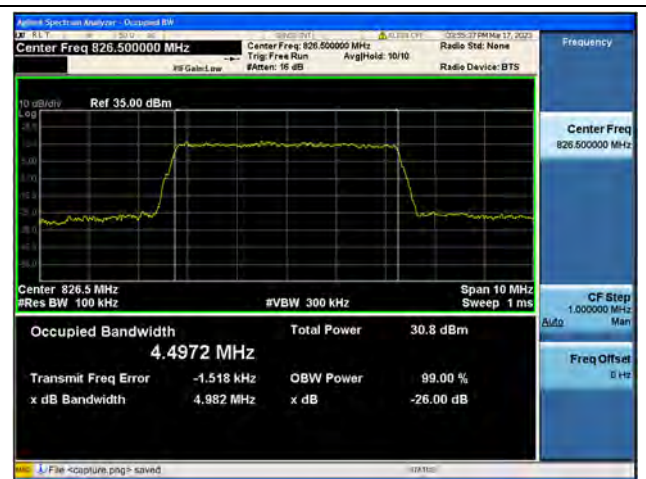 Agilent Spectrum Analyzer - Occupied BW
Center Freq 826.500000 MHz
Center Freq: 826.500000 MHz
Radio Std: None
Trig: Free Run
Avg|Hold: 10/10
#IFGain:Low
#Atten: 16 dB
Radio Device: BTS
Frequency
10 dB/div
Ref 35.00 dBm
Log
Center Freq
826.500000 MHz
Center 826.5 MHz
Span 10 MHz
#Res BW 100 kHz
#VBW 300 kHz
Sweep 1 ms
CF Step
1.000000 MHz
Auto Man
Occupied Bandwidth
Total Power
30.8 dBm
4.4972 MHz
Freq Offset
0 Hz
Transmit Freq Error
-1.518 kHz
OBW Power
99.00 %
x dB Bandwidth
4.982 MHz
x dB
-26.00 dB
File <capture.png> saved
STATUS